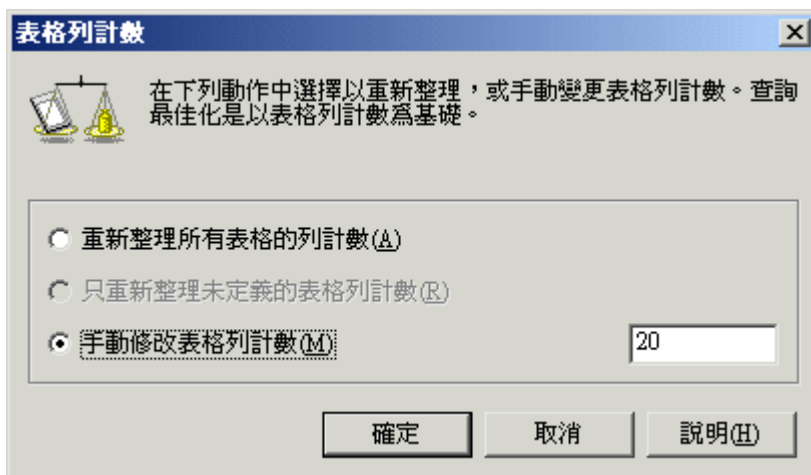 表格列計數
在下列動作中選擇以重新整理，或手動變更表格列計數。查詢
最佳化是以表格列計數爲基礎。
重新整理所有表格的列計數(A)
只重新整理未定義的表格列計數(R)
手動修改表格列計數(M)
20
確定
取消
說明(H)